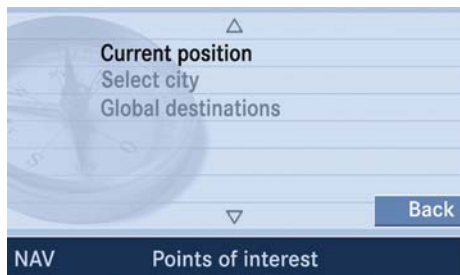 Current position
Select city
Global destinations
Back
NAV Points of interest